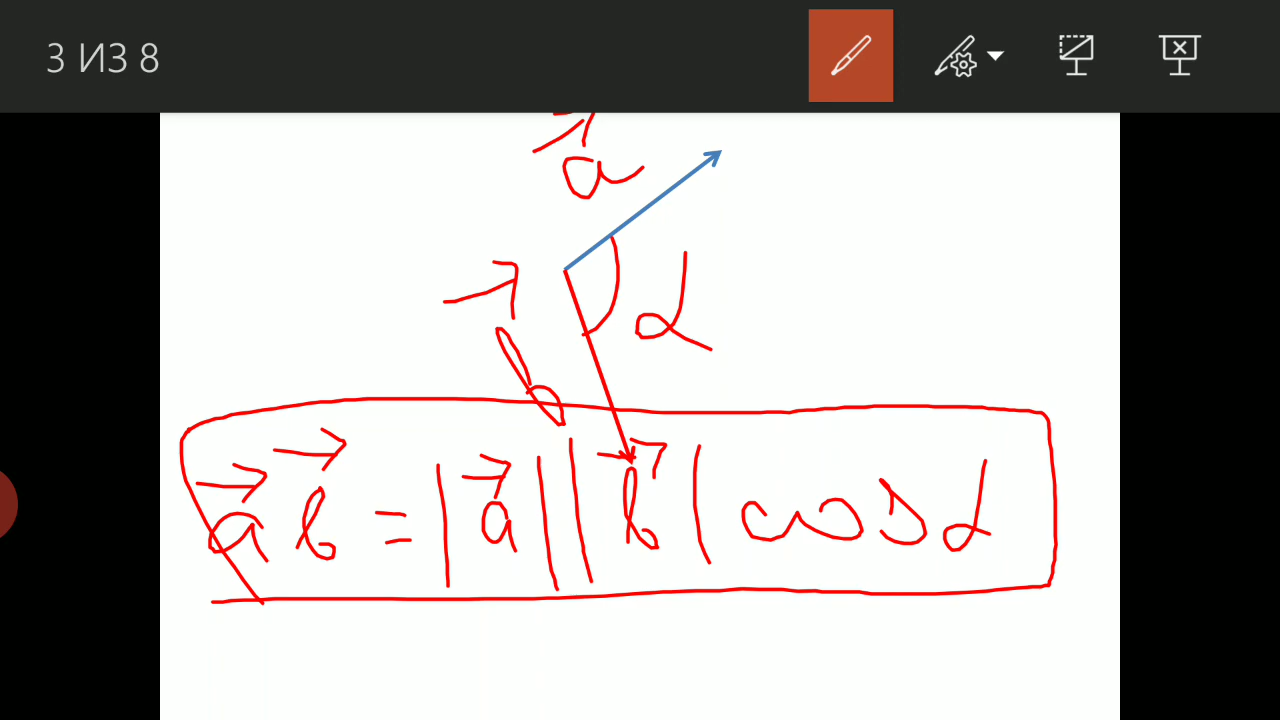 3 ИЗ 8
a⃗
α
b⃗
a⃗ b⃗ = |a⃗| |b⃗| cos α